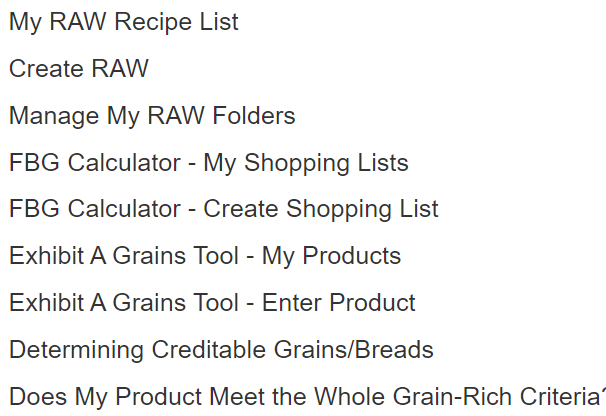 My RAW Recipe List
Create RAW
Manage My RAW Folders
FBG Calculator - My Shopping Lists
FBG Calculator - Create Shopping List
Exhibit A Grains Tool - My Products
Exhibit A Grains Tool - Enter Product
Determining Creditable Grains/Breads
Does My Product Meet the Whole Grain-Rich Criteria?